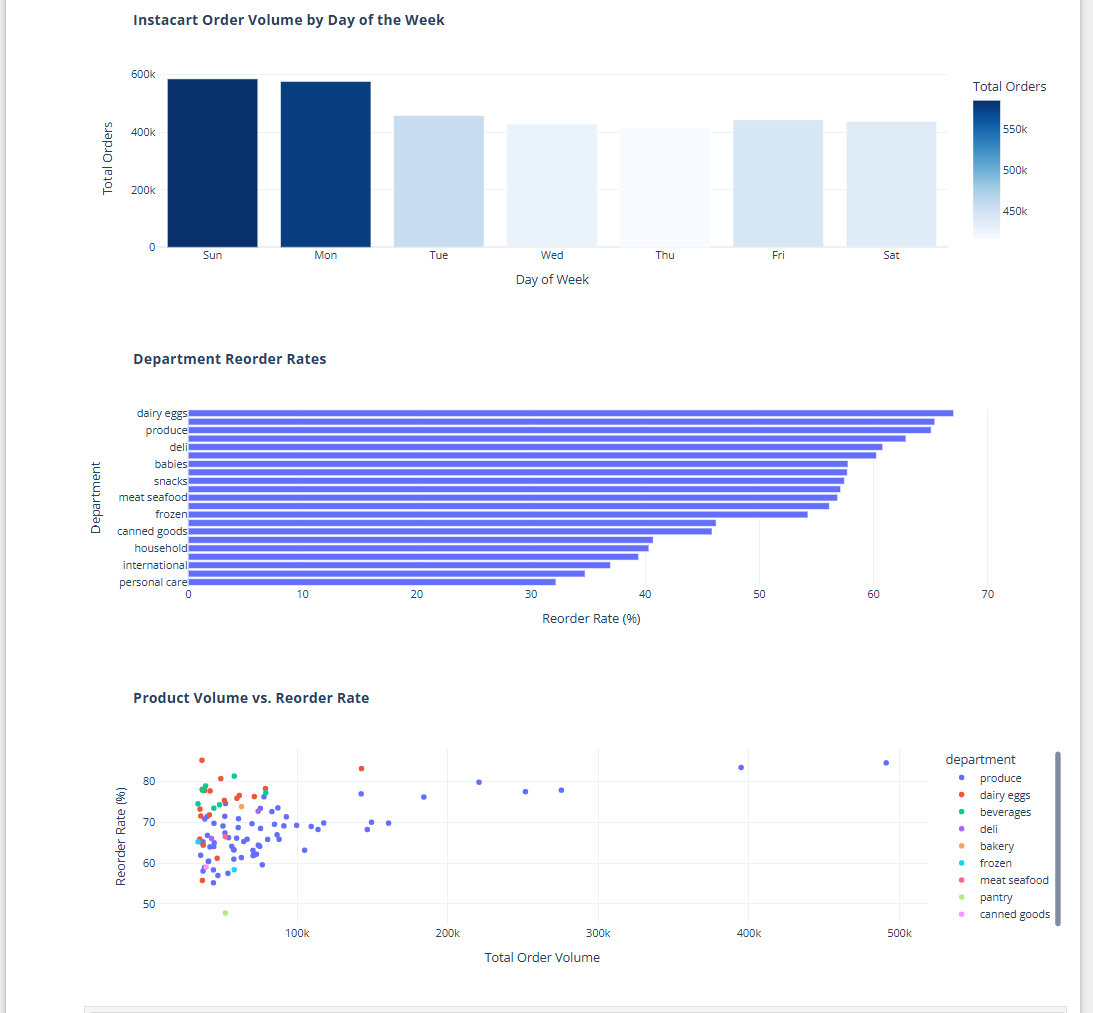 Instacart Order Volume by Day of the Week
600k
400k
200k
0
Total Orders
Sun Mon Tue Wed Thu Fri Sat
Day of Week
Total Orders
550k
500k
450k
Department Reorder Rates
Department
dairy eggs
produce
deli
babies
snacks
meat seafood
frozen
canned goods
household
international
personal care
0 10 20 30 40 50 60 70
Reorder Rate (%)
Product Volume vs. Reorder Rate
Reorder Rate (%)
80
70
60
50
100k 200k 300k 400k 500k
Total Order Volume
department
produce
dairy eggs
beverages
deli
bakery
frozen
meat seafood
pantry
canned goods